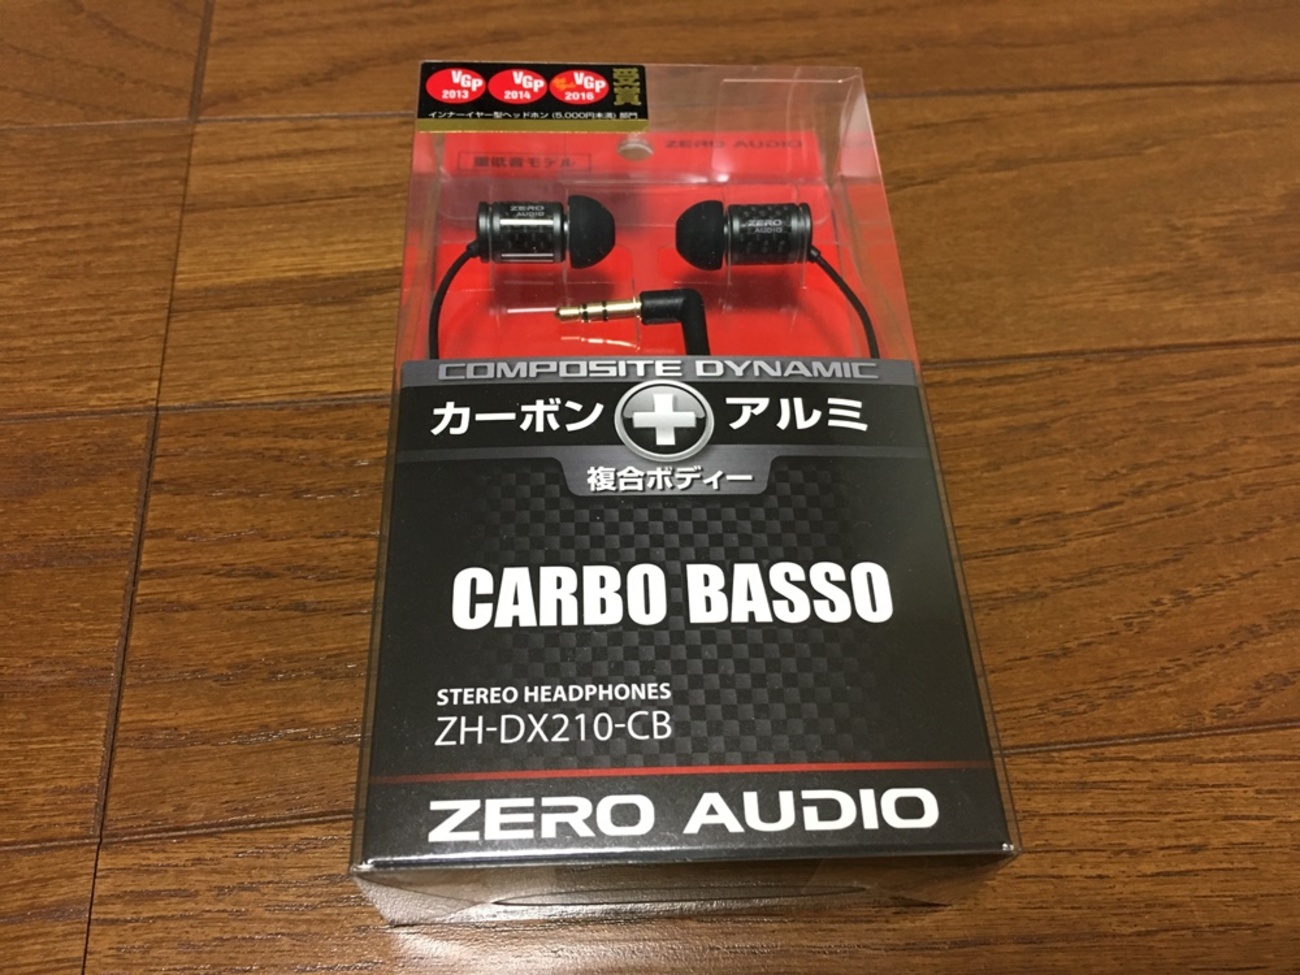 VGP VGP VGP 受賞
2013 2014 2016
インナーイヤー型ヘッドホン (5,000円未満) 部門
ZERO AUDIO
重低音モデル
ZERO AUDIO
ZERO AUDIO
COMPOSITE DYNAMIC
カーボン アルミ
複合ボディー
CARBO BASSO
STEREO HEADPHONES
ZH-DX210-CB
ZERO AUDIO